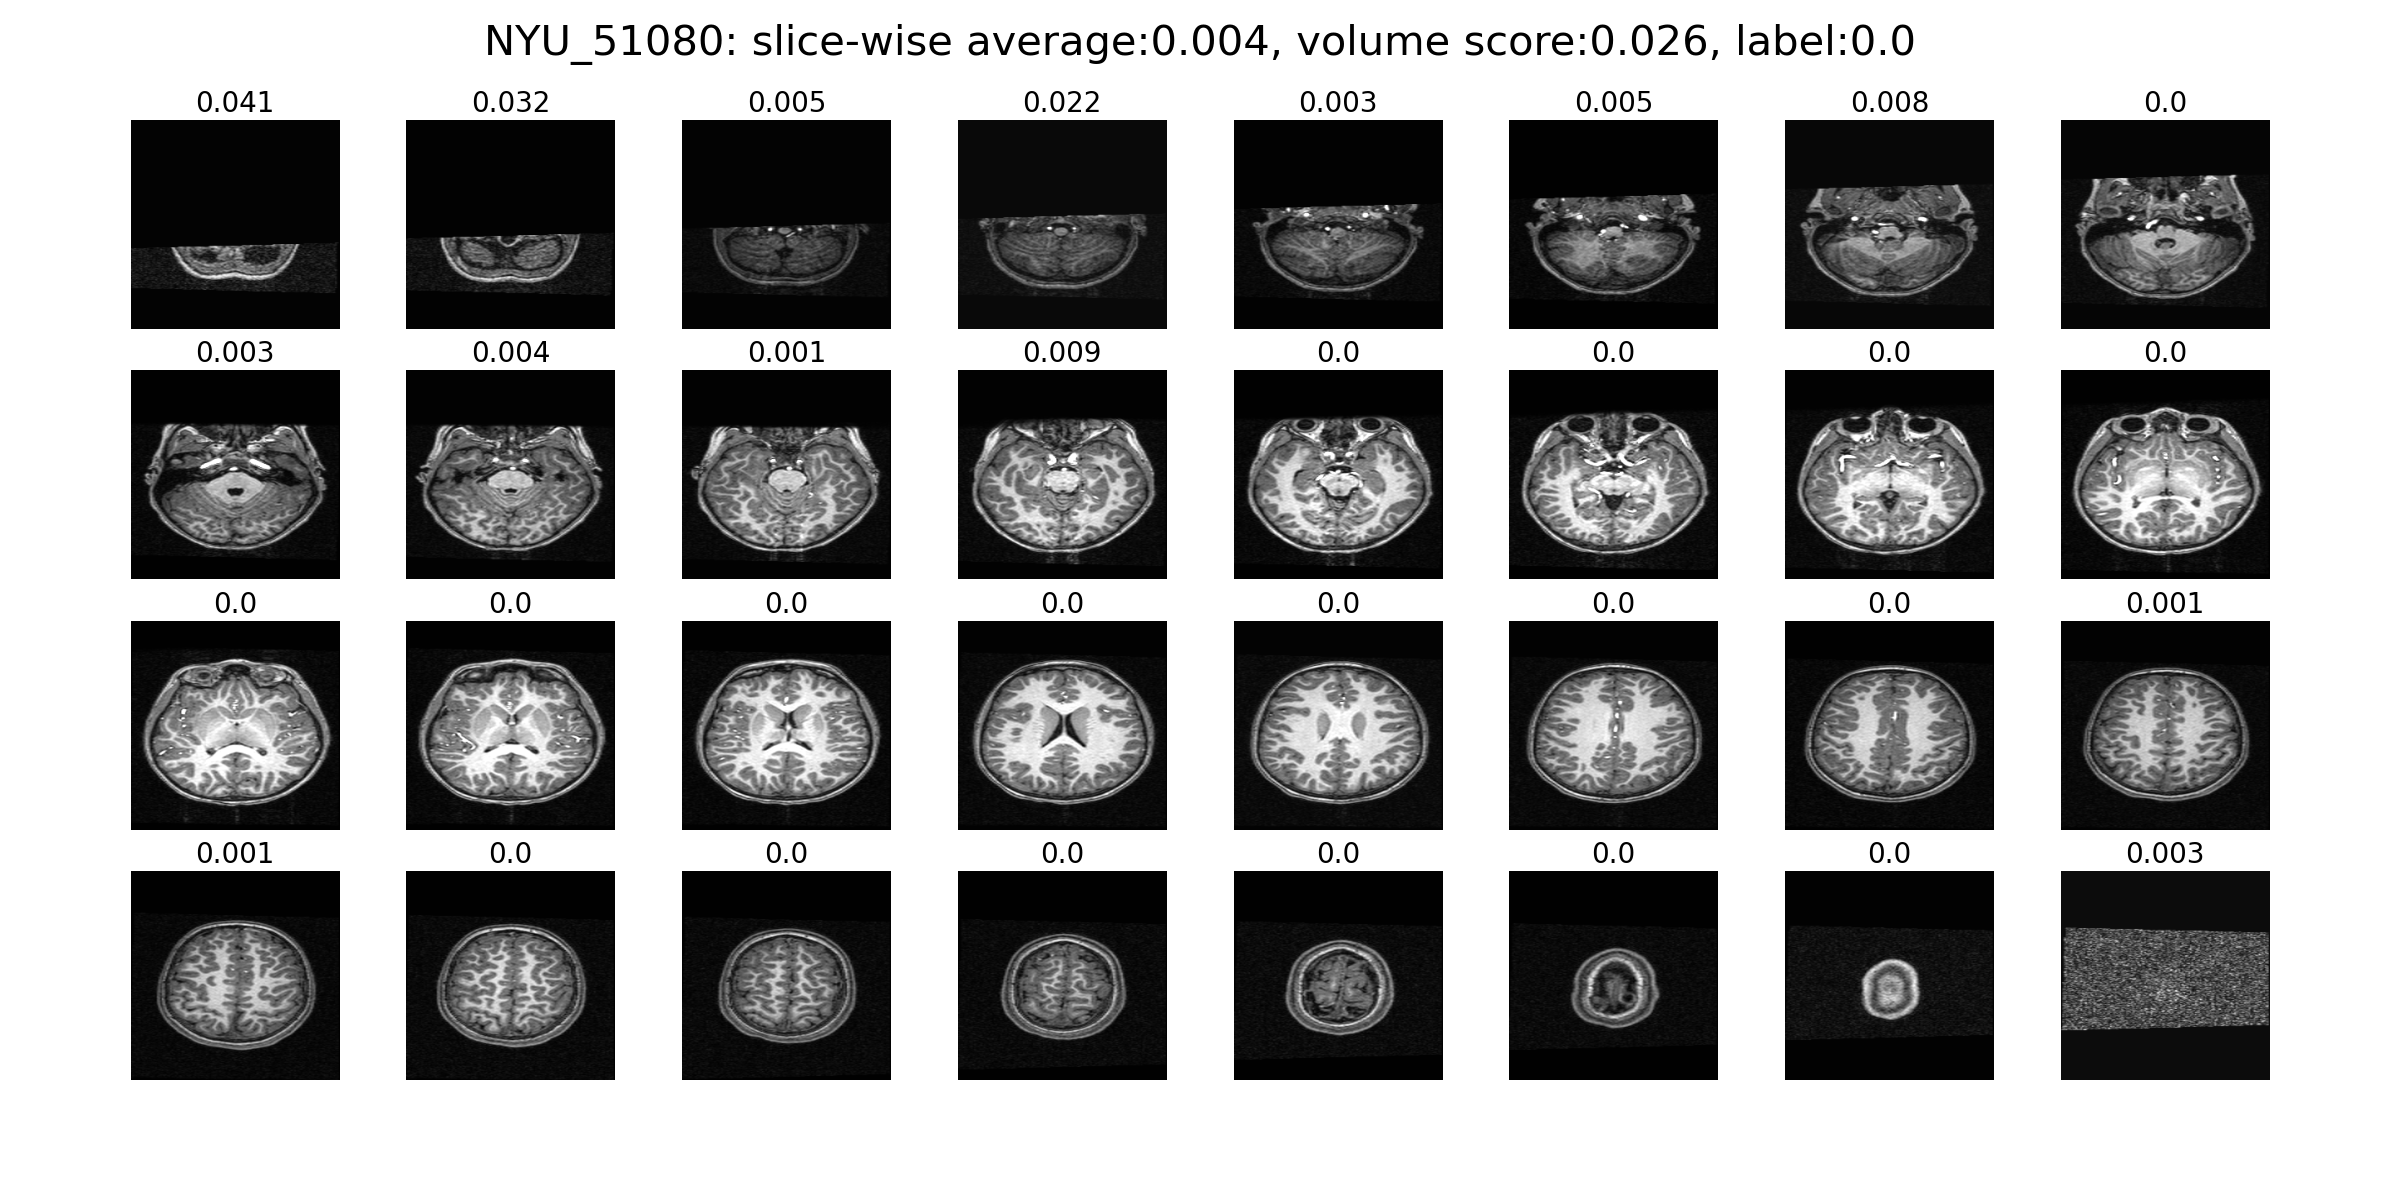 NYU_51080: slice-wise average:0.004, volume score:0.026, label:0.0
0.041 0.032 0.005 0.022 0.003 0.005 0.008 0.0
0.003 0.004 0.001 0.009 0.0 0.0 0.0 0.0
0.0 0.0 0.0 0.0 0.0 0.0 0.0 0.001
0.001 0.0 0.0 0.0 0.0 0.0 0.0 0.003